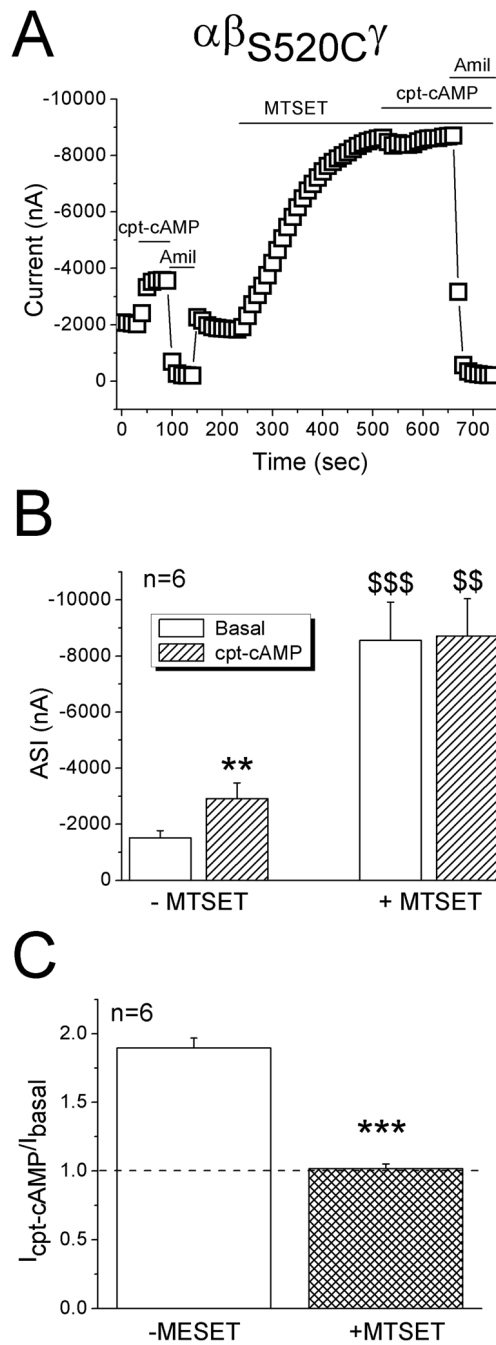 A
αβS520Cγ
Amil
cpt-cAMP
MTSET
cpt-cAMP
Amil
-10000
-8000
-6000
-4000
-2000
0
Current (nA)
0 100 200 300 400 500 600 700
Time (sec)
B
n=6
$$$ $$
Basal
cpt-cAMP
**
-10000
-8000
-6000
-4000
-2000
0
ASI (nA)
- MTSET + MTSET
C
n=6
***
2.0
1.5
1.0
0.5
0.0
Icpt-cAMP/Ibasal
-MESET +MTSET